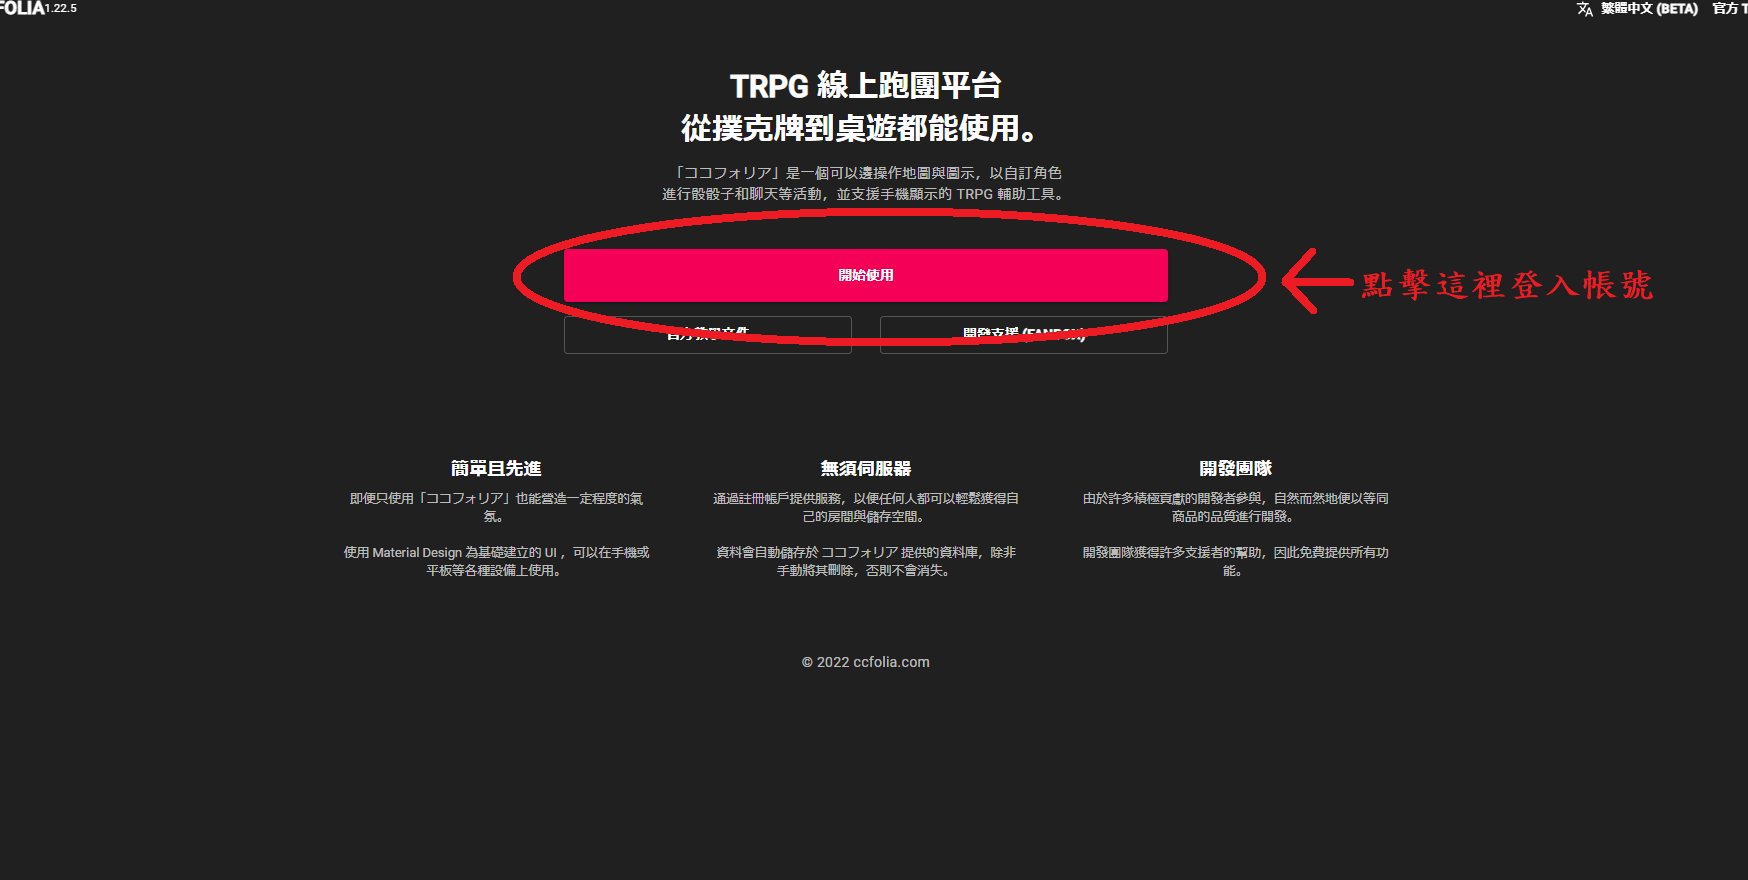 FOLIA 1.22.5
繁體中文 (BETA) 官方 T
TRPG 線上跑團平台
從撲克牌到桌遊都能使用。
「ココフォリア」是一個可以邊操作地圖與圖示，以自訂角色
進行骰骰子和聊天等活動，並支援手機顯示的 TRPG 輔助工具。
開始使用
點擊這裡登入帳號
官方教學文件
開發支援 (FANBOX)
簡單且先進
即便只使用「ココフォリア」也能營造一定程度的氣
氛。
使用 Material Design 為基礎建立的 UI ，可以在手機或
平板等各種設備上使用。
無須伺服器
通過註冊帳戶提供服務，以便任何人都可以輕鬆獲得自
己的房間與儲存空間。
資料會自動儲存於 ココフォリア 提供的資料庫，除非
手動將其刪除，否則不會消失。
開發團隊
由於許多積極貢獻的開發者參與，自然而然地便以等同
商品的品質進行開發。
開發團隊獲得許多支援者的幫助，因此免費提供所有功
能。
© 2022 ccfolia.com